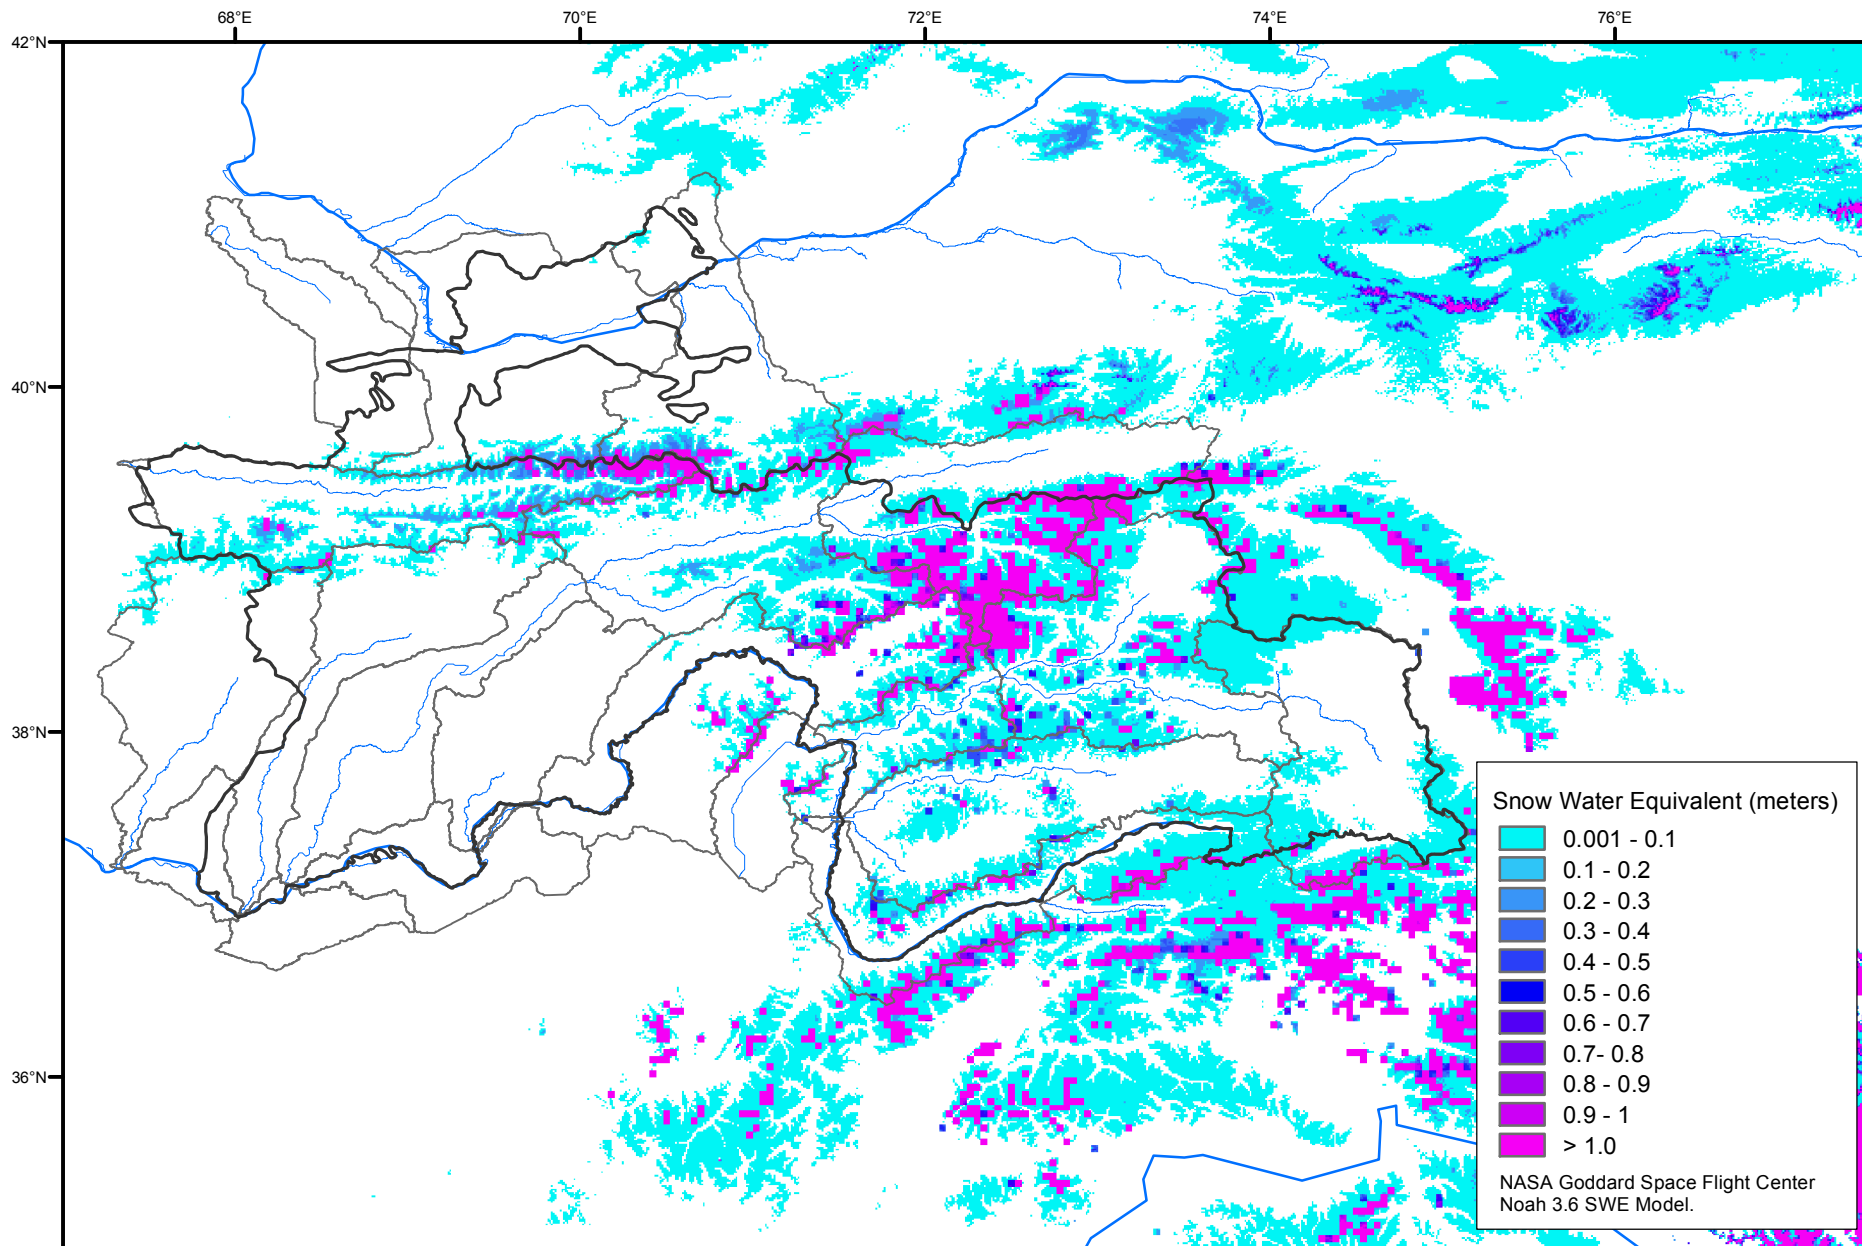 68°E 70°E 72°E 74°E 76°E
42°N
40°N
38°N
36°N
Snow Water Equivalent (meters)
0.001 - 0.1
0.1 - 0.2
0.2 - 0.3
0.3 - 0.4
0.4 - 0.5
0.5 - 0.6
0.6 - 0.7
0.7- 0.8
0.8 - 0.9
0.9 - 1
> 1.0
NASA Goddard Space Flight Center
Noah 3.6 SWE Model.